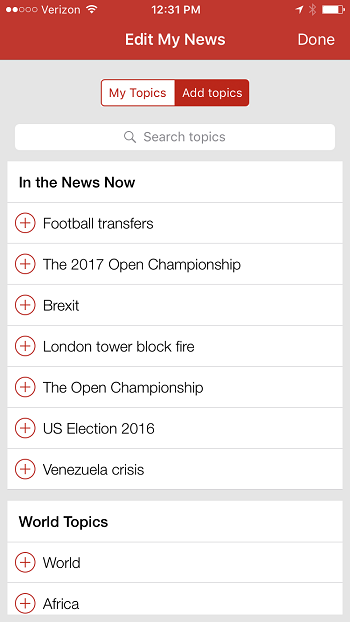 Verizon 12:31 PM
Edit My News Done
My Topics Add topics
Search topics
In the News Now
Football transfers
The 2017 Open Championship
Brexit
London tower block fire
The Open Championship
US Election 2016
Venezuela crisis
World Topics
World
Africa